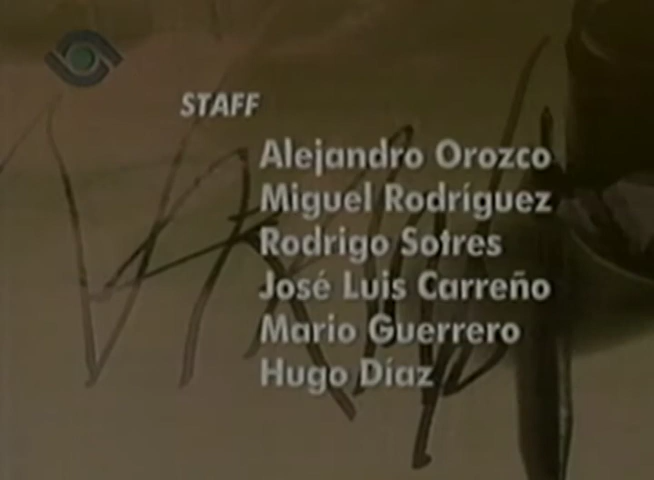 STAFF
Alejandro Orozco
Miguel Rodríguez
Rodrigo Sotres
José Luis Carreño
Mario Guerrero
Hugo Díaz